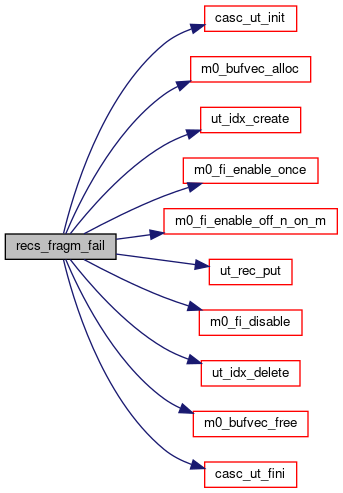 casc_ut_init
m0_bufvec_alloc
ut_idx_create
m0_fi_enable_once
m0_fi_enable_off_n_on_m
recs_fragm_fail
ut_rec_put
m0_fi_disable
ut_idx_delete
m0_bufvec_free
casc_ut_fini